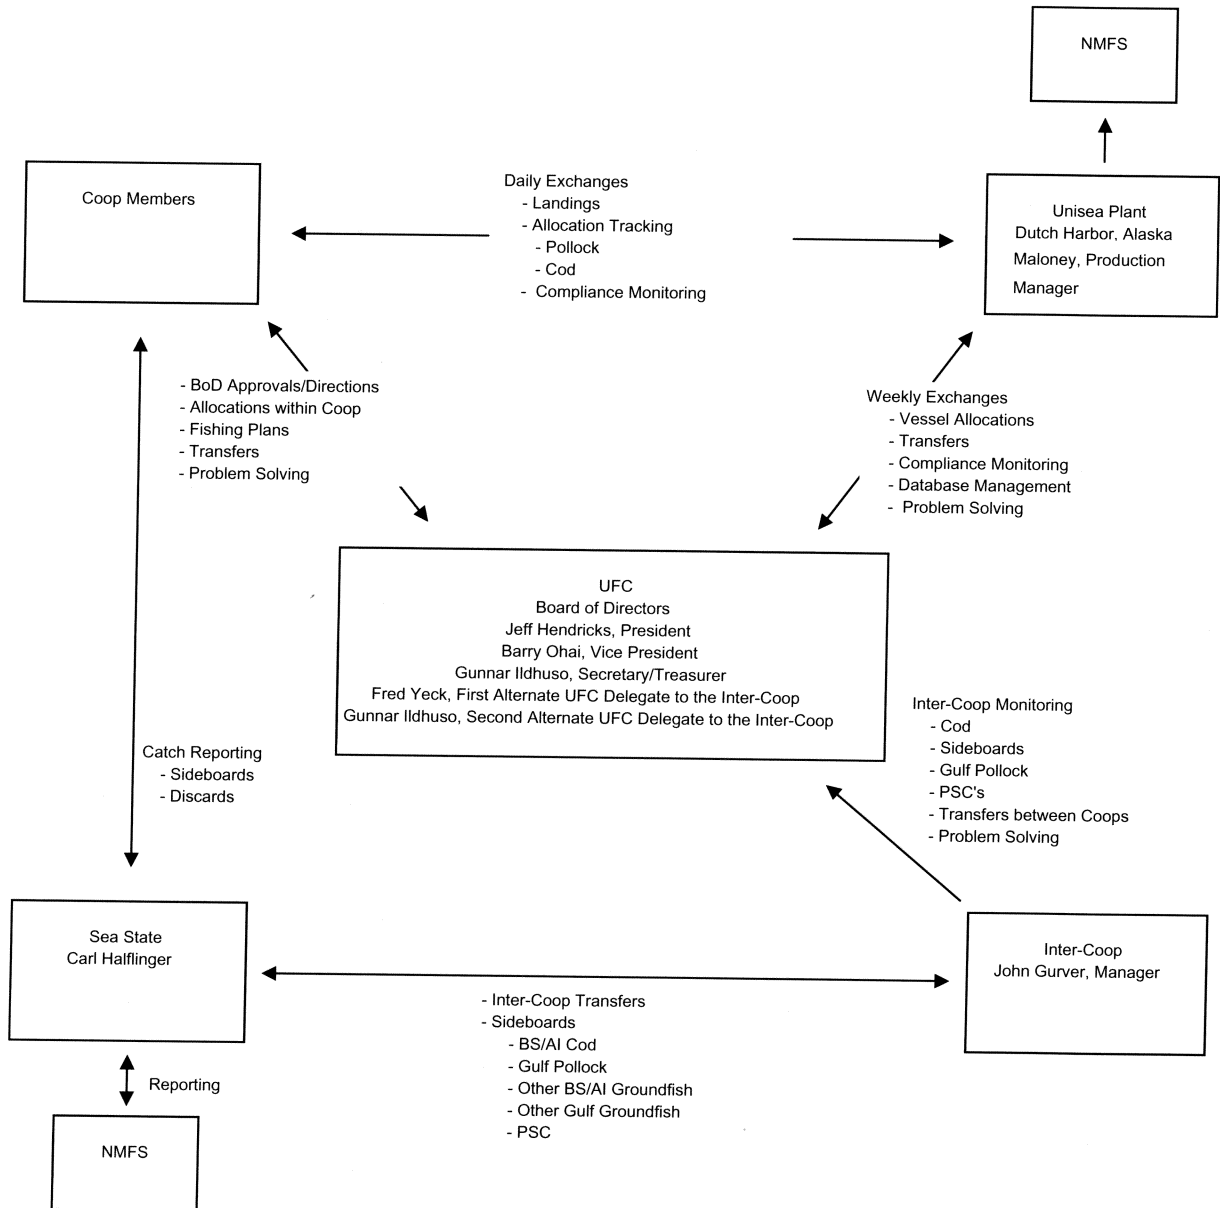 NMFS
Coop Members
Daily Exchanges
- Landings
- Allocation Tracking
- Pollock
- Cod
- Compliance Monitoring
Unisea Plant
Dutch Harbor, Alaska
Maloney, Production
Manager
- BoD Approvals/Directions
- Allocations within Coop
- Fishing Plans
- Transfers
- Problem Solving
Weekly Exchanges
- Vessel Allocations
- Transfers
- Compliance Monitoring
- Database Management
- Problem Solving
UFC
Board of Directors
Jeff Hendricks, President
Barry Ohai, Vice President
Gunnar Ildhuso, Secretary/Treasurer
Fred Yeck, First Alternate UFC Delegate to the Inter-Coop
Gunnar Ildhuso, Second Alternate UFC Delegate to the Inter-Coop
Inter-Coop Monitoring
- Cod
- Sideboards
- Gulf Pollock
- PSC's
- Transfers between Coops
- Problem Solving
Catch Reporting
- Sideboards
- Discards
Sea State
Carl Halflinger
Inter-Coop
John Gurver, Manager
- Inter-Coop Transfers
- Sideboards
- BS/AI Cod
- Gulf Pollock
- Other BS/AI Groundfish
- Other Gulf Groundfish
- PSC
Reporting
NMFS